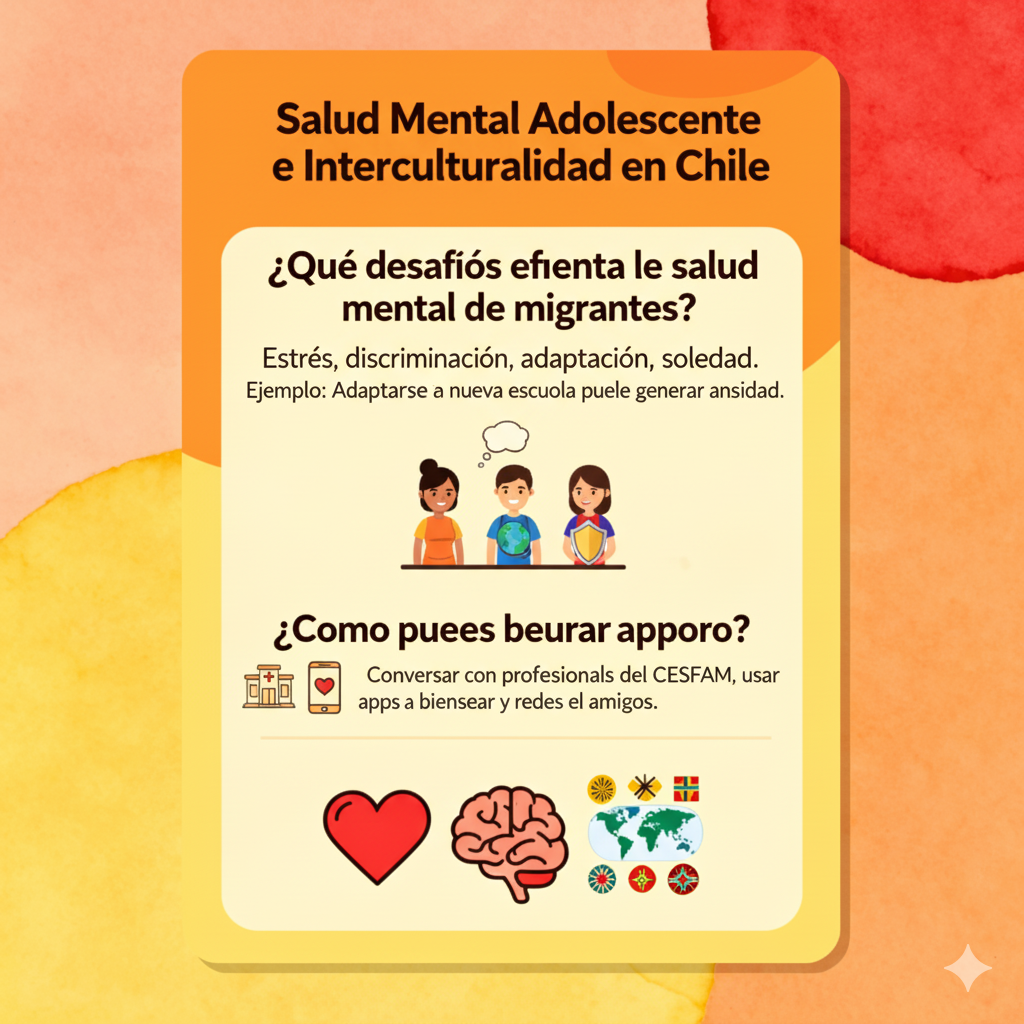 Salud Mental Adolescente
e Interculturalidad en Chile
¿Qué desafíós efienta le salud
mental de migrantes?
Estrés, discriminación, adaptación, soledad.
Ejemplo: Adaptarse a nueva escuola puele generar ansidad.
¿Como puees beurar apporo?
Conversar con profesionals del CESFAM, usar
apps a biensear y redes el amigos.